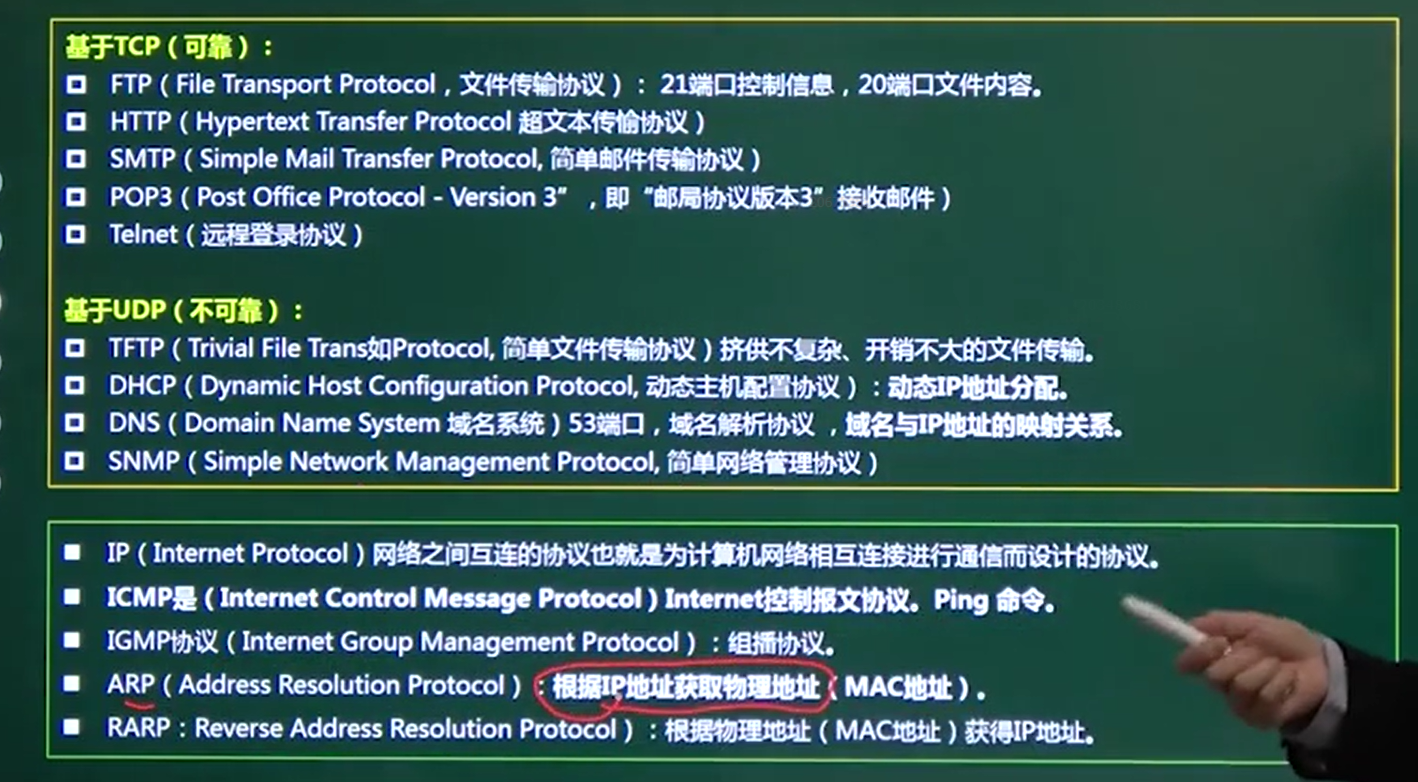 基于TCP（可靠）：
FTP（File Transport Protocol，文件传输协议）：21端口控制信息，20端口文件内容。
HTTP（Hypertext Transfer Protocol 超文本传愉协议）
SMTP（Simple Mail Transfer Protocol, 简单邮件传输协议）
POP3（Post Office Protocol - Version 3”，即“邮局协议版本3”接收邮件）
Telnet（远程登录协议）
基于UDP（不可靠）：
TFTP（Trivial File Trans如Protocol, 简单文件传输协议）挤供不复杂、开销不大的文件传输。
DHCP（Dynamic Host Configuration Protocol, 动态主机配置协议）：动态IP地址分配。
DNS（Domain Name System 域名系统）53端口，域名解析协议 ，域名与IP地址的映射关系。
SNMP（Simple Network Management Protocol, 简单网络管理协议）
IP（Internet Protocol）网络之间互连的协议也就是为计算机网络相互连接进行通信而设计的协议。
ICMP是（Internet Control Message Protocol）Internet控制报文协议。Ping 命令。
IGMP协议（Internet Group Management Protocol）：组播协议。
ARP（Address Resolution Protocol）：根据IP地址获取物理地址（MAC地址）。
RARP：Reverse Address Resolution Protocol）：根据物理地址（MAC地址）获得IP地址。